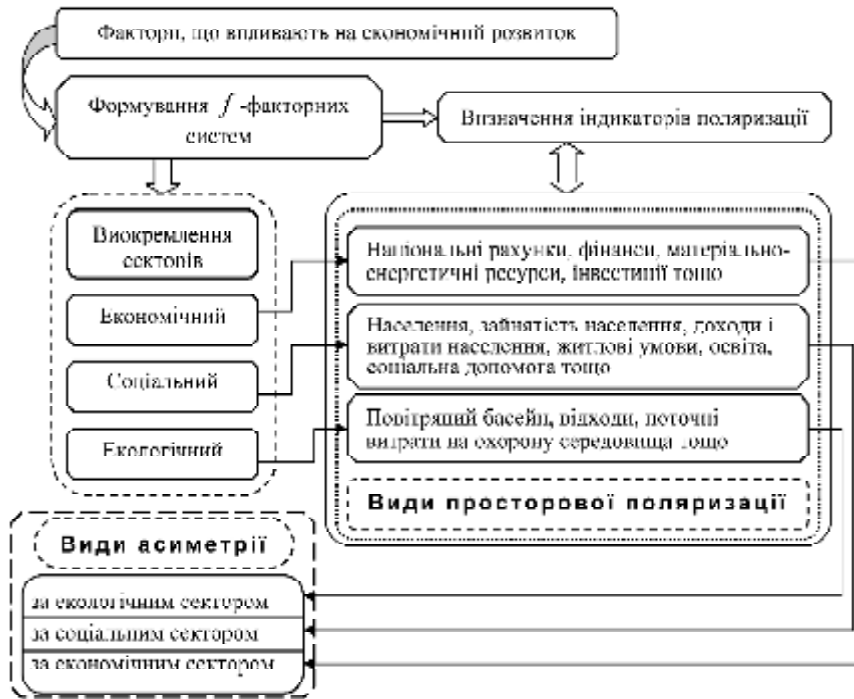 Фактори, що впливають на економічний розвиток
Формування f -факторних
систем
Визначення індикаторів поляризації
Виокремлення
секторів
Економічний
Соціальний
Екологічний
Національні рахунки, фінанси, матеріально-
енергетичні ресурси, інвестиції тощо
Населення, зайнятість населення, доходи і
витрати населення, житлові умови, освіта,
соціальна допомога тощо
Повітряний басейн, відходи, поточні
витрати на охорону середовища тощо
Види просторової поляризації
Види асиметрії
за екологічним сектором
за соціальним сектором
за економічним сектором